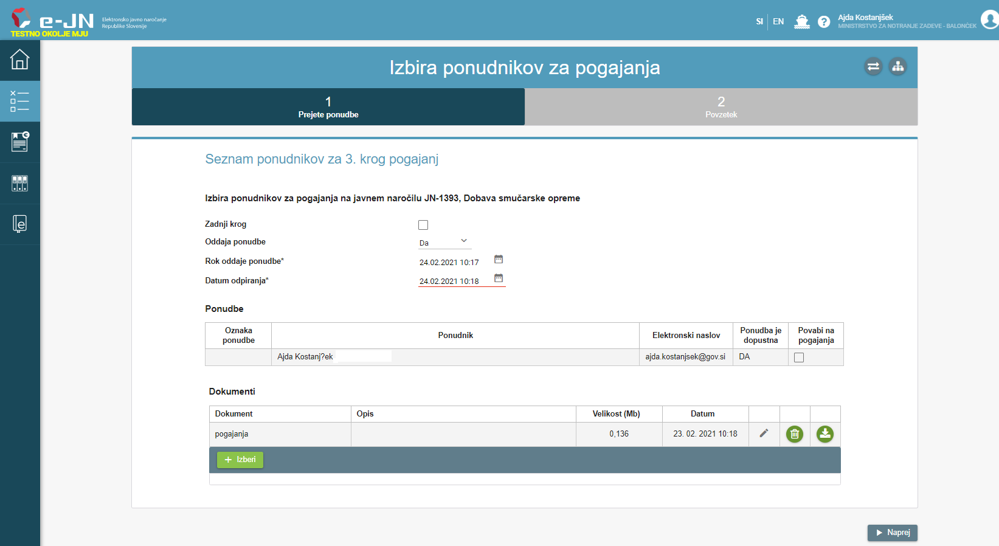 e-JN
Elektronsko javno naročanje
Republike Slovenije
TESTNO OKOLJE MJU
SI EN
?
Ajda Kostanjšek
MINISTRSTVO ZA NOTRANJE ZADEVE - BALONČEK
Izbira ponudnikov za pogajanja
1
Prejete ponudbe
2
Povzetek
Seznam ponudnikov za 3. krog pogajanj
Izbira ponudnikov za pogajanja na javnem naročilu JN-1393, Dobava smučarske opreme
Zadnji krog
Oddaja ponudbe Da
Rok oddaje ponudbe* 24.02.2021 10:17
Datum odpiranja* 24.02.2021 10:18
Ponudbe
Oznaka ponudbe Ponudnik Elektronski naslov Ponudba je dopustna Povabi na pogajanja
Ajda Kostanj?ek ajda.kostanjsek@gov.si DA
Dokumenti
Dokument Opis Velikost (Mb) Datum
pogajanja 0,136 23. 02. 2021 10:18
+ Izberi
Naprej